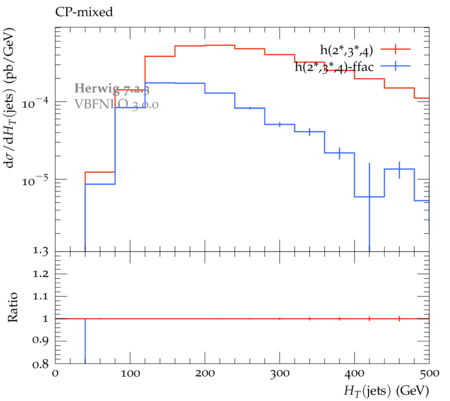 CP-mixed
h(2*,3*,4)
h(2*,3*,4)-ffac
Herwig 7.2.3
VBFNLO 3.0.0
dσ/dH_T(jets) (pb/GeV)
10⁻⁴
10⁻⁵
Ratio
1.3
1.2
1.1
1
0.9
0.8
0 100 200 300 400 500
H_T(jets) (GeV)